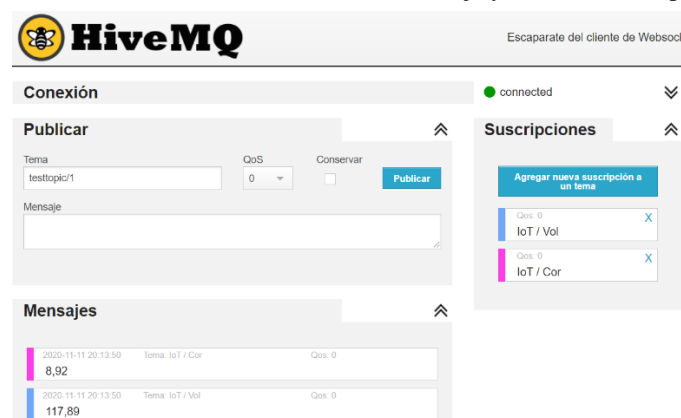 HiveMQ
Escaparate del cliente de Websoc
Conexión
connected
Publicar
Suscripciones
Tema
QoS
Conservar
testtopic/1
0
Publicar
Agregar nueva suscripción a
un tema
Mensaje
Qos: 0
X
IoT / Vol
Qos: 0
X
IoT / Cor
Mensajes
2020-11-11 20:13:50 Tema: IoT / Cor Qos: 0
8,92
2020-11-11 20:13:50 Tema: IoT / Vol Qos: 0
117,89